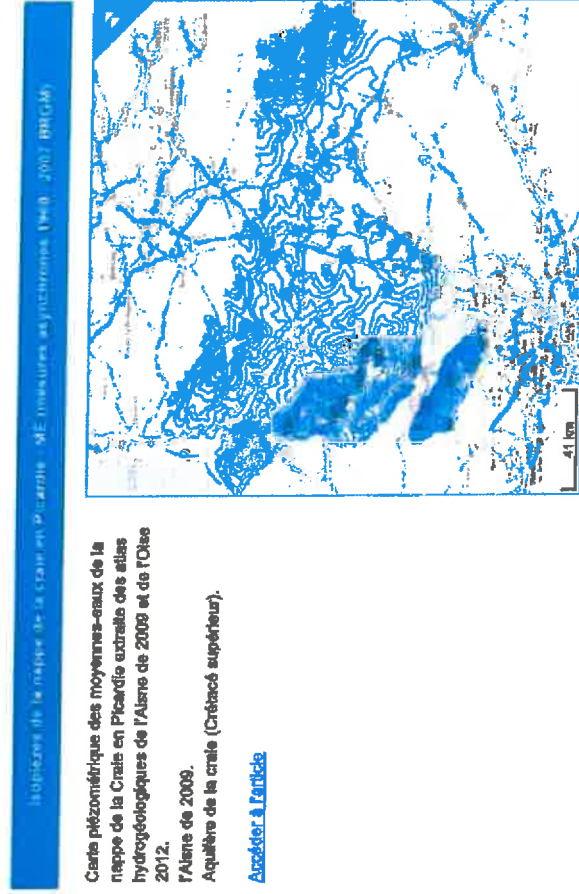 Isopièzes de la nappe de la craie en Picardie ME (mesures asynchrones 1968 2007 BRGM)
Carte piézométrique des moyennes-eaux de la
nappe de la Craie en Picardie extraite des atlas
hydrogéologiques de l'Aisne de 2009 et de l'Oise
2012.
l'Aisne de 2009.
Aquifère de la craie (Crétacé supérieur).
Accéder à l'article
41 km